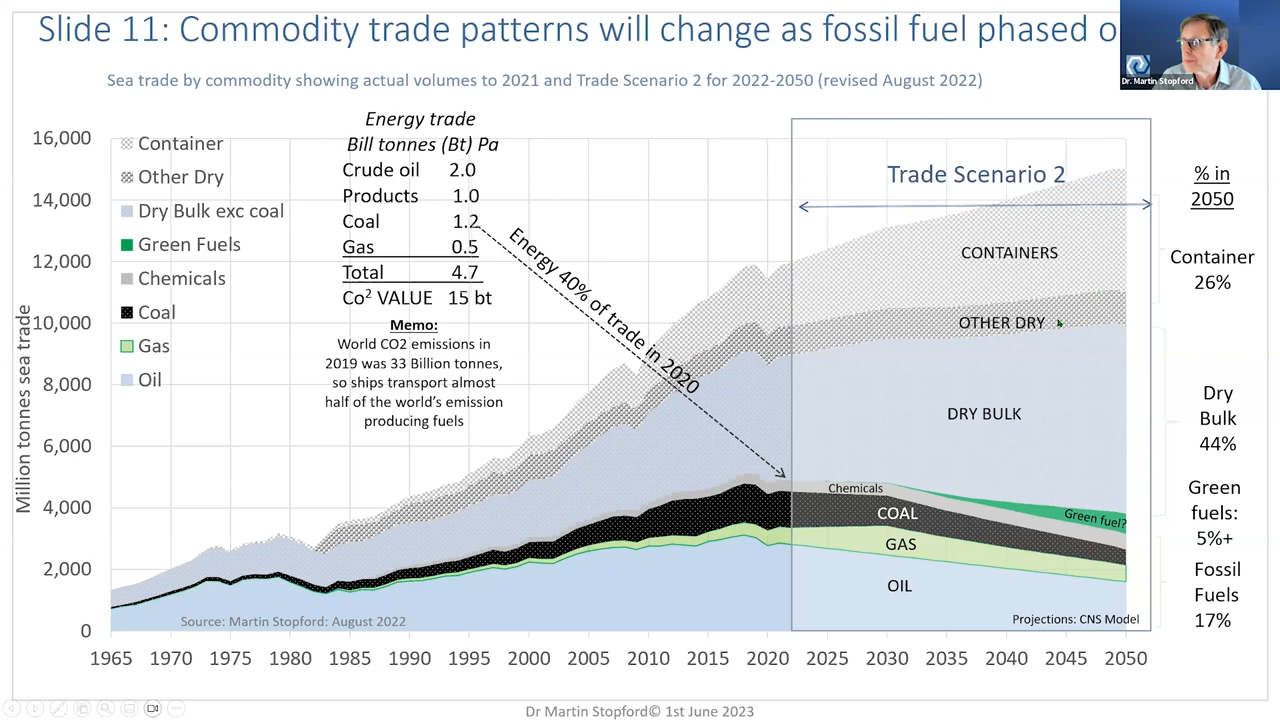 Slide 11: Commodity trade patterns will change as fossil fuel phased o
Dr. Martin Stopford
Sea trade by commodity showing actual volumes to 2021 and Trade Scenario 2 for 2022-2050 (revised August 2022)
Million tonnes sea trade
16,000
14,000
12,000
10,000
8,000
6,000
4,000
2,000
0
Container
Other Dry
Dry Bulk exc coal
Green Fuels
Chemicals
Coal
Gas
Oil
Energy trade
Bill tonnes (Bt) Pa
Crude oil 2.0
Products 1.0
Coal 1.2
Gas 0.5
Total 4.7
Co² VALUE 15 bt
Memo:
World CO2 emissions in
2019 was 33 Billion tonnes,
so ships transport almost
half of the world's emission
producing fuels
Energy 40% of trade in 2020
Trade Scenario 2
CONTAINERS
OTHER DRY
DRY BULK
Chemicals
COAL
Green fuel?
GAS
OIL
Source: Martin Stopford: August 2022
Projections: CNS Model
% in
2050
Container
26%
Dry
Bulk
44%
Green
fuels:
5%+
Fossil
Fuels
17%
1965 1970 1975 1980 1985 1990 1995 2000 2005 2010 2015 2020 2025 2030 2035 2040 2045 2050
Dr Martin Stopford© 1st June 2023